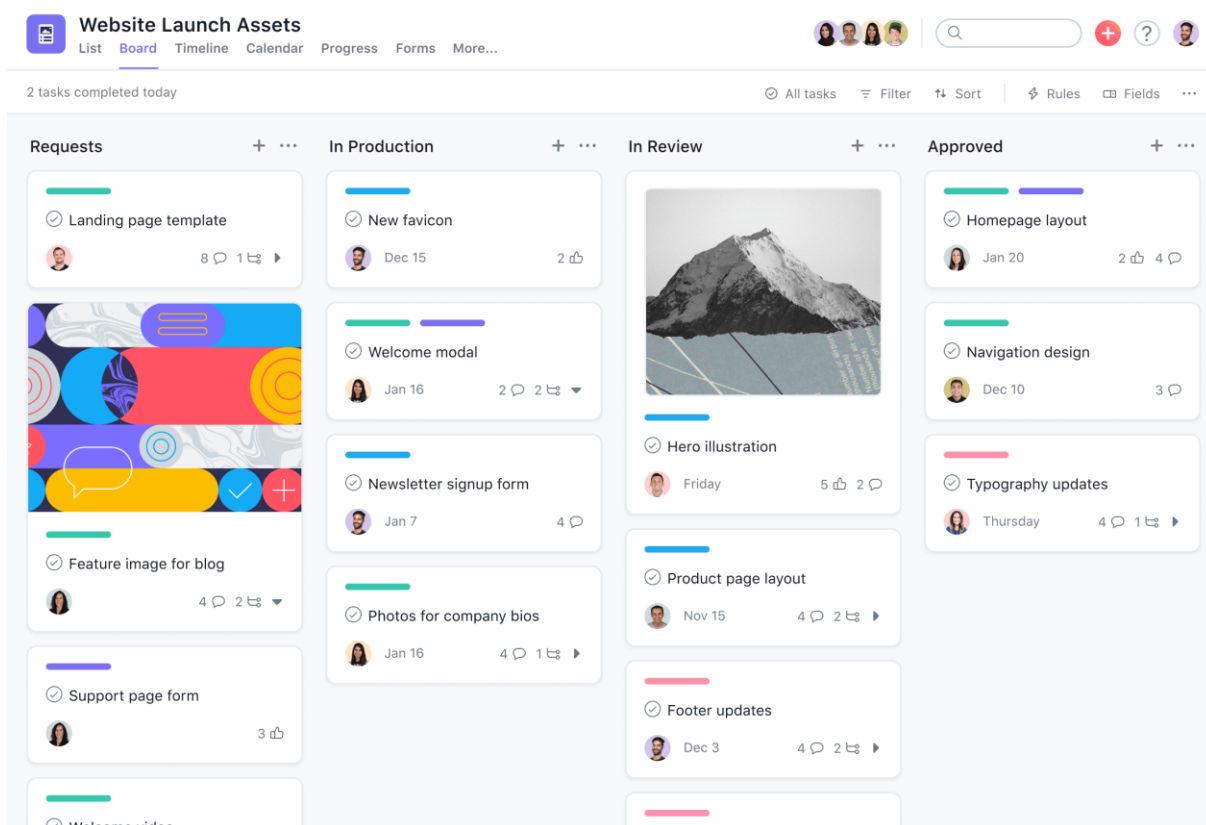 Website Launch Assets
List Board Timeline Calendar Progress Forms More...
?
2 tasks completed today
All tasks Filter Sort Rules Fields
Requests
Landing page template
8 1
Feature image for blog
4 2
Support page form
3
Welcome video
In Production
New favicon
Dec 15 2
Welcome modal
Jan 16 2 2
Newsletter signup form
Jan 7 4
Photos for company bios
Jan 16 4 1
In Review
Hero illustration
Friday 5 2
Product page layout
Nov 15 4 2
Footer updates
Dec 3 4 2
Approved
Homepage layout
Jan 20 2 4
Navigation design
Dec 10 3
Typography updates
Thursday 4 1